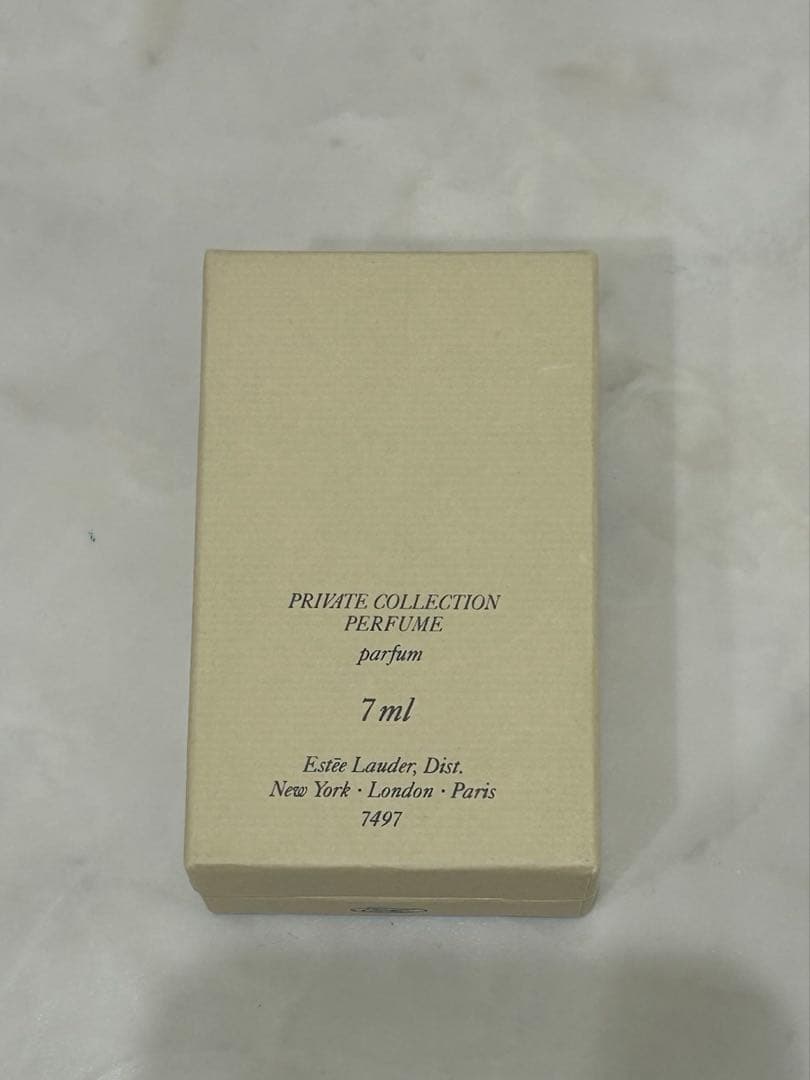 PRIVATE COLLECTION
PERFUME
parfum
7 ml
Estēe Lauder, Dist.
New York · London · Paris
7497